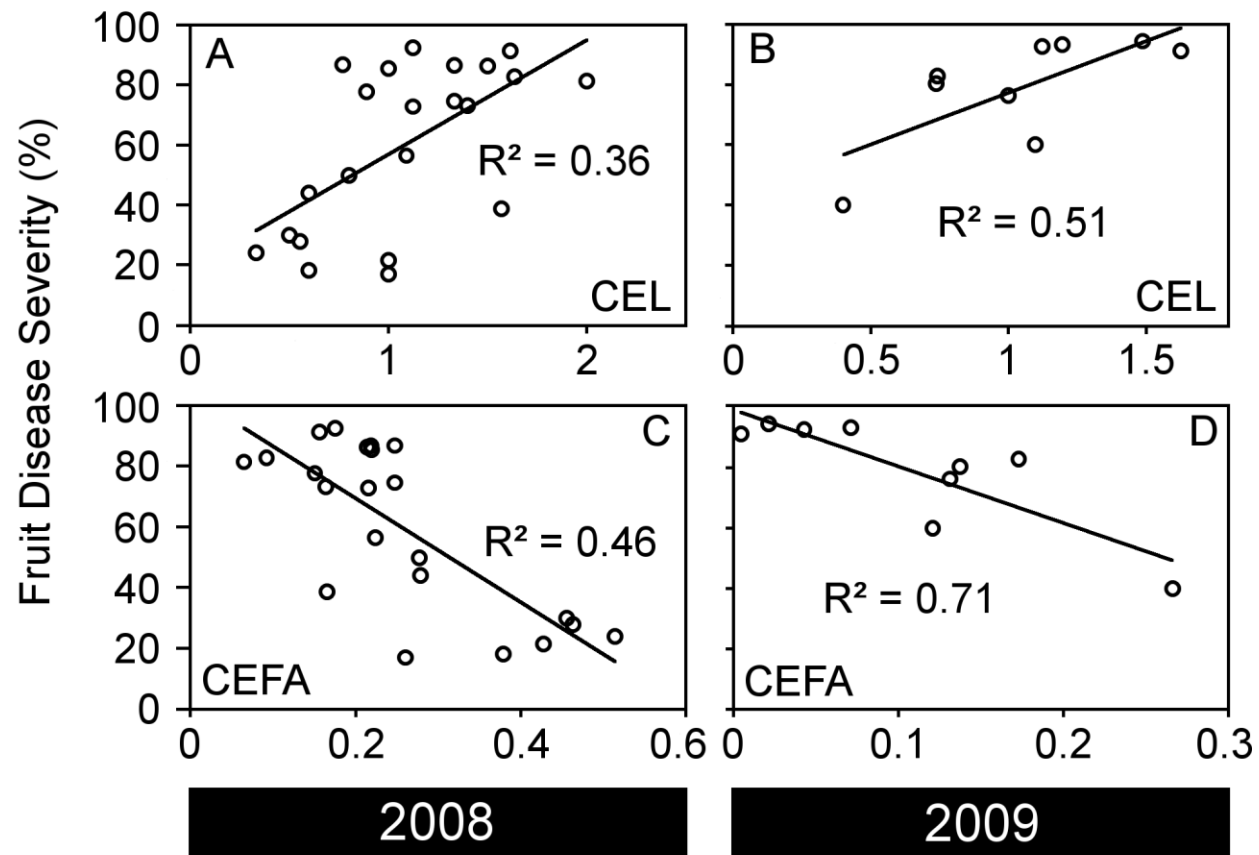 Fruit Disease Severity (%)
100
80
60
40
20
0
A
R² = 0.36
CEL
0
1
2
B
R² = 0.51
CEL
0
0.5
1
1.5
100
80
60
40
20
0
C
R² = 0.46
CEFA
0
0.2
0.4
0.6
D
R² = 0.71
CEFA
0
0.1
0.2
0.3
2008
2009